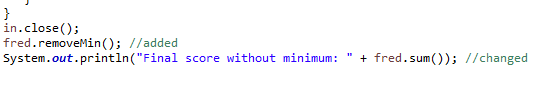 }
}
in.close();
fred.removeMin(); //added
System.out.println("Final score without minimum: " + fred.sum()); //changed